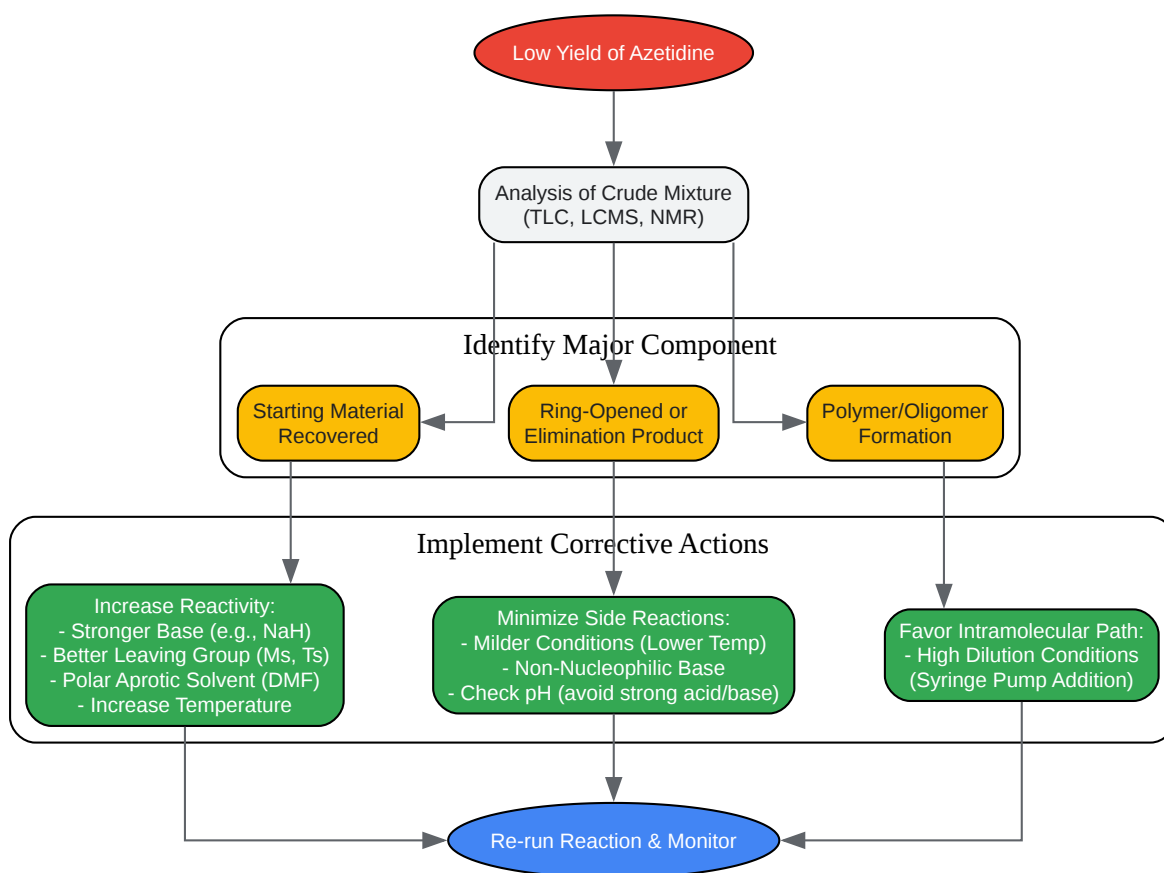 Low Yield of Azetidine
Analysis of Crude Mixture
(TLC, LCMS, NMR)
Identify Major Component
Starting Material
Recovered
Ring-Opened or
Elimination Product
Polymer/Oligomer
Formation
Implement Corrective Actions
Increase Reactivity:
- Stronger Base (e.g., NaH)
- Better Leaving Group (Ms, Ts)
- Polar Aprotic Solvent (DMF)
- Increase Temperature
Minimize Side Reactions:
- Milder Conditions (Lower Temp)
- Non-Nucleophilic Base
- Check pH (avoid strong acid/base)
Favor Intramolecular Path:
- High Dilution Conditions
(Syringe Pump Addition)
Re-run Reaction & Monitor